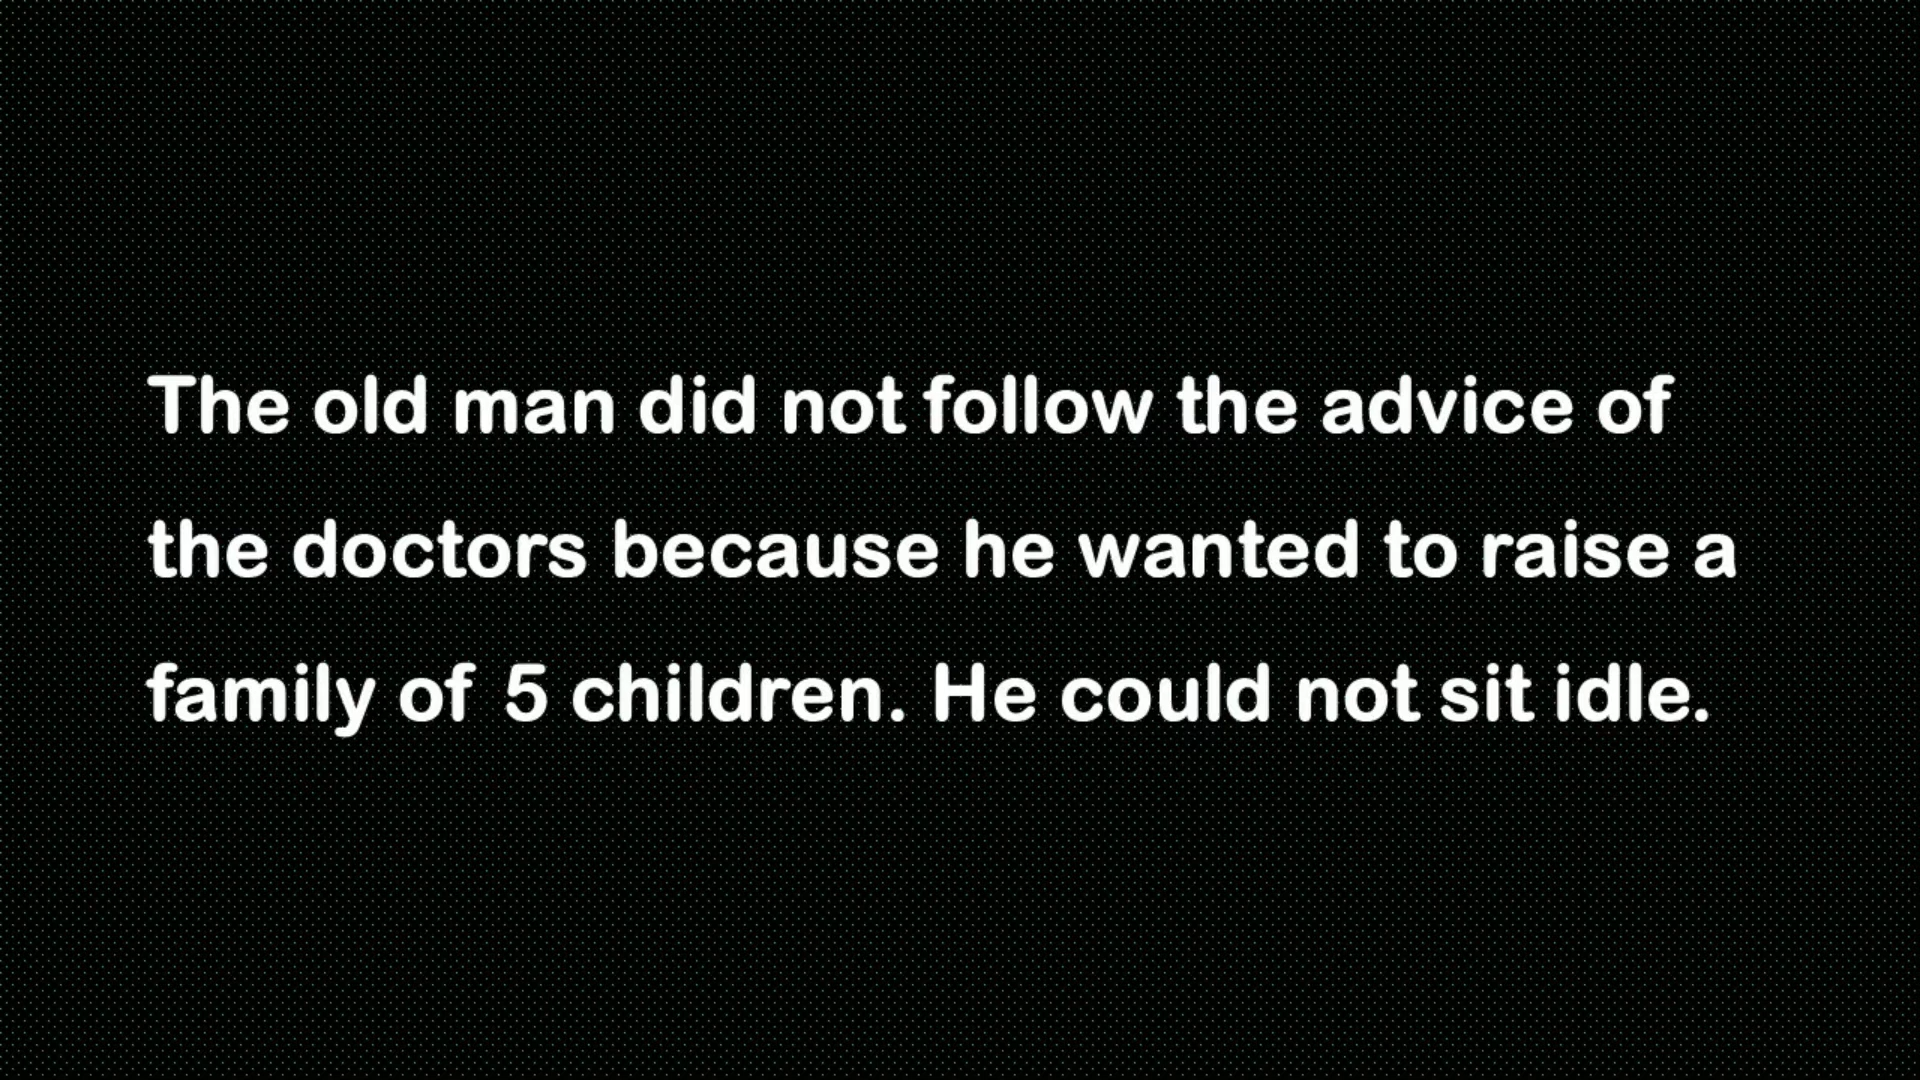 The old man did not follow the advice of
the doctors because he wanted to raise a
family of 5 children. He could not sit idle.